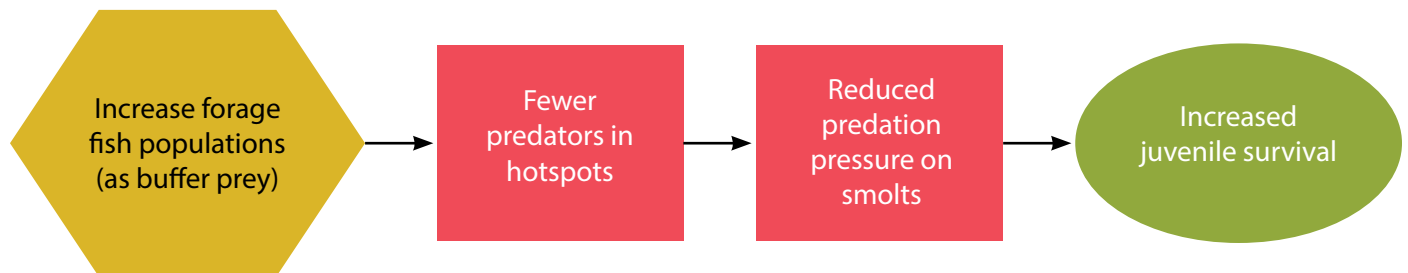 Increase forage
fish populations
(as buffer prey)
Fewer
predators in
hotspots
Reduced
predation
pressure on
smolts
Increased
juvenile survival